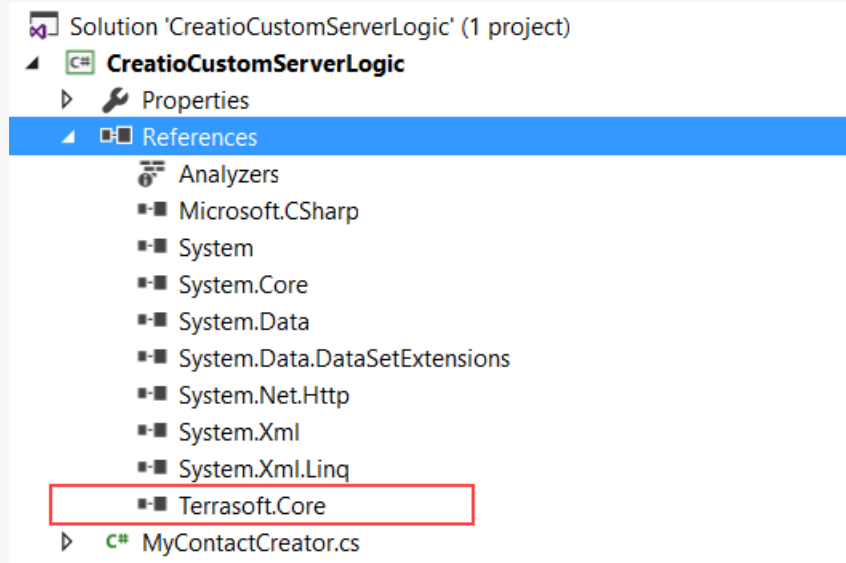 Solution 'CreatioCustomServerLogic' (1 project)
C# CreatioCustomServerLogic
Properties
References
Analyzers
Microsoft.CSharp
System
System.Core
System.Data
System.Data.DataSetExtensions
System.Net.Http
System.Xml
System.Xml.Linq
Terrasoft.Core
C# MyContactCreator.cs